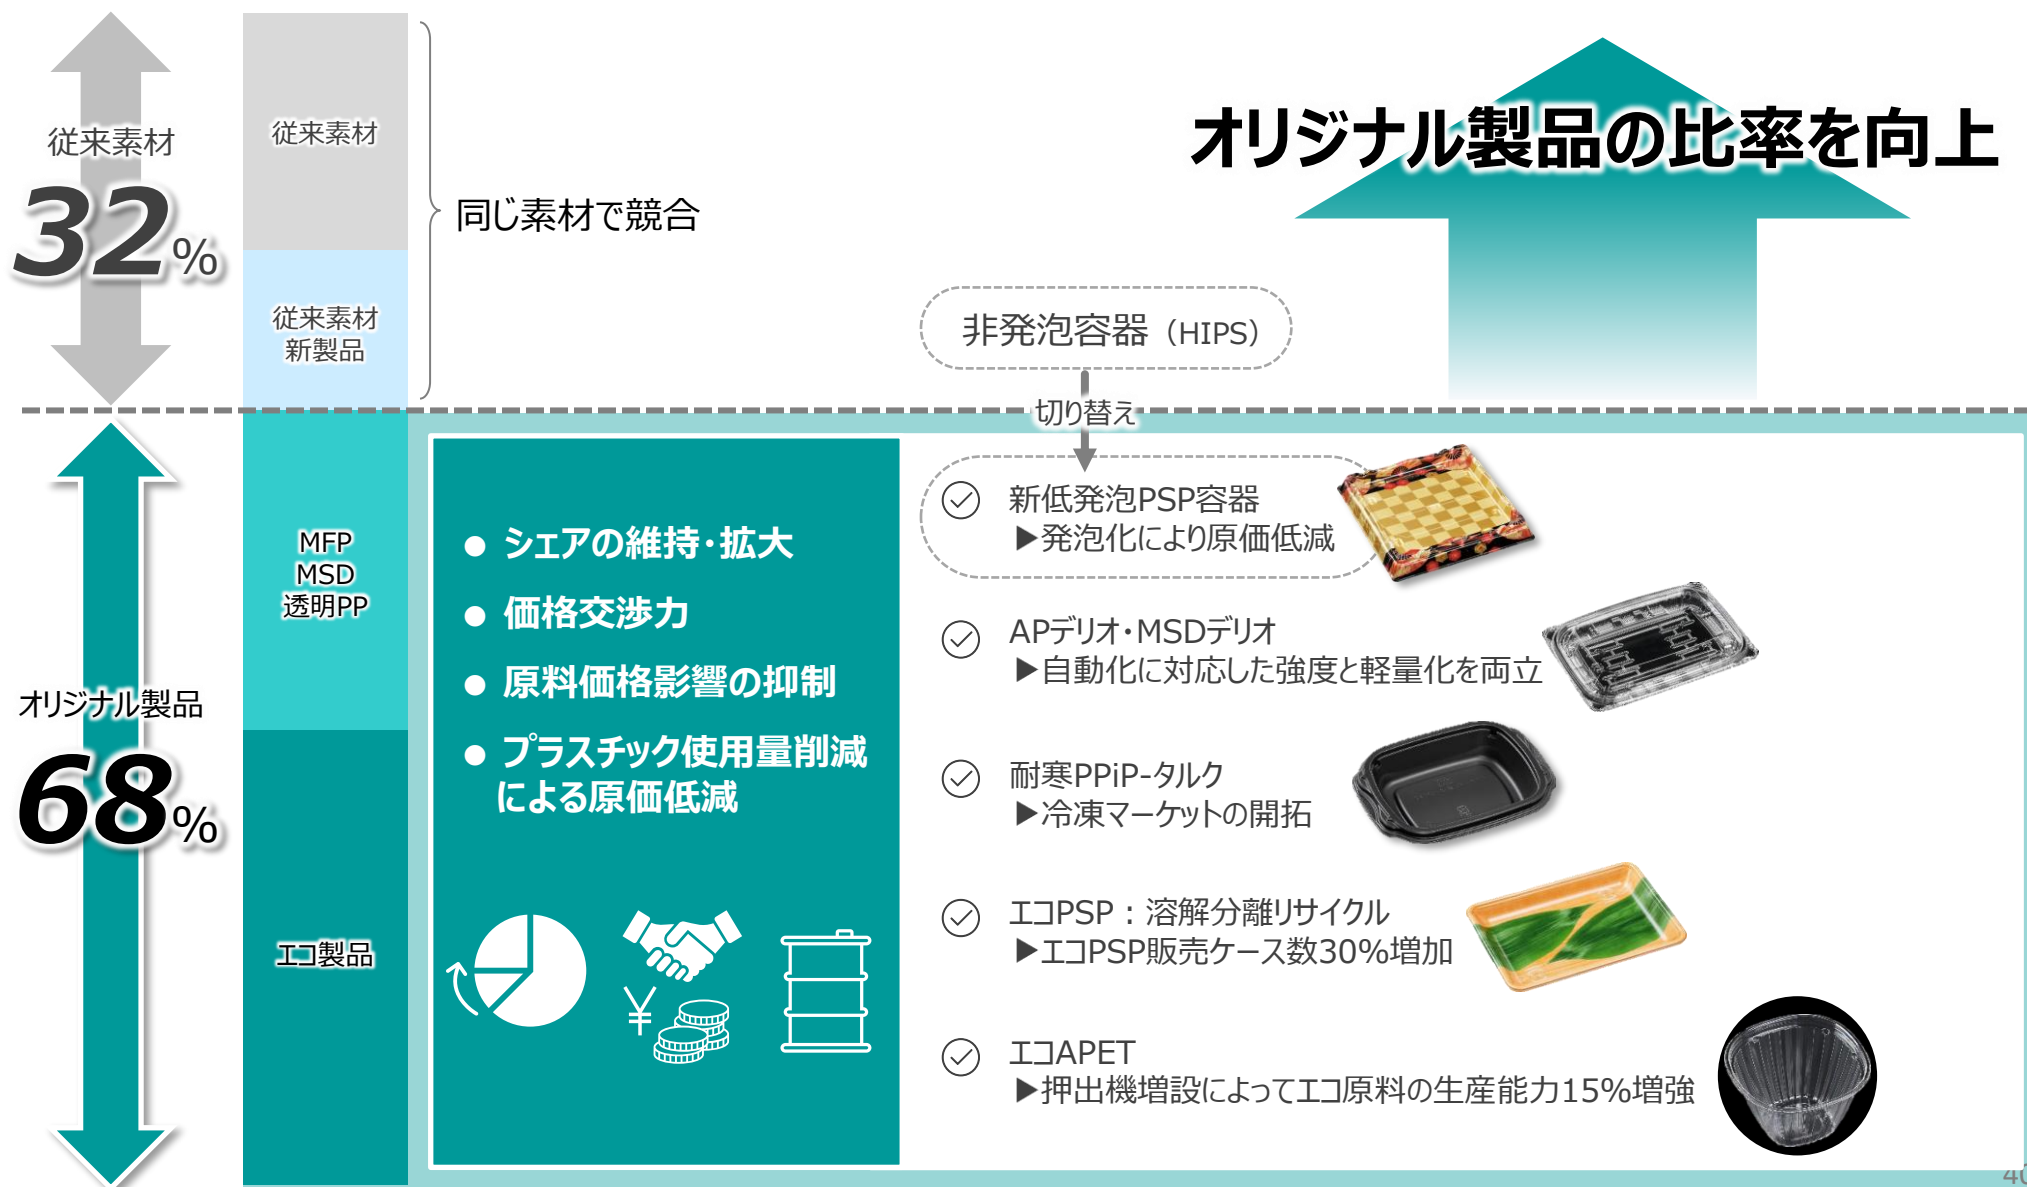 従来素材
32%
従来素材
従来素材
新製品
同じ素材で競合
オリジナル製品の比率を向上
非発泡容器（HIPS）
切り替え
オリジナル製品
68%
MFP
MSD
透明PP
エコ製品
● シェアの維持・拡大
● 価格交渉力
● 原料価格影響の抑制
● プラスチック使用量削減
による原価低減
¥
新低発泡PSP容器
▶発泡化により原価低減
APデリオ・MSDデリオ
▶自動化に対応した強度と軽量化を両立
耐寒PPiP-タルク
▶冷凍マーケットの開拓
エコPSP：溶解分離リサイクル
▶エコPSP販売ケース数30%増加
エコAPET
▶押出機増設によってエコ原料の生産能力15%増強
40